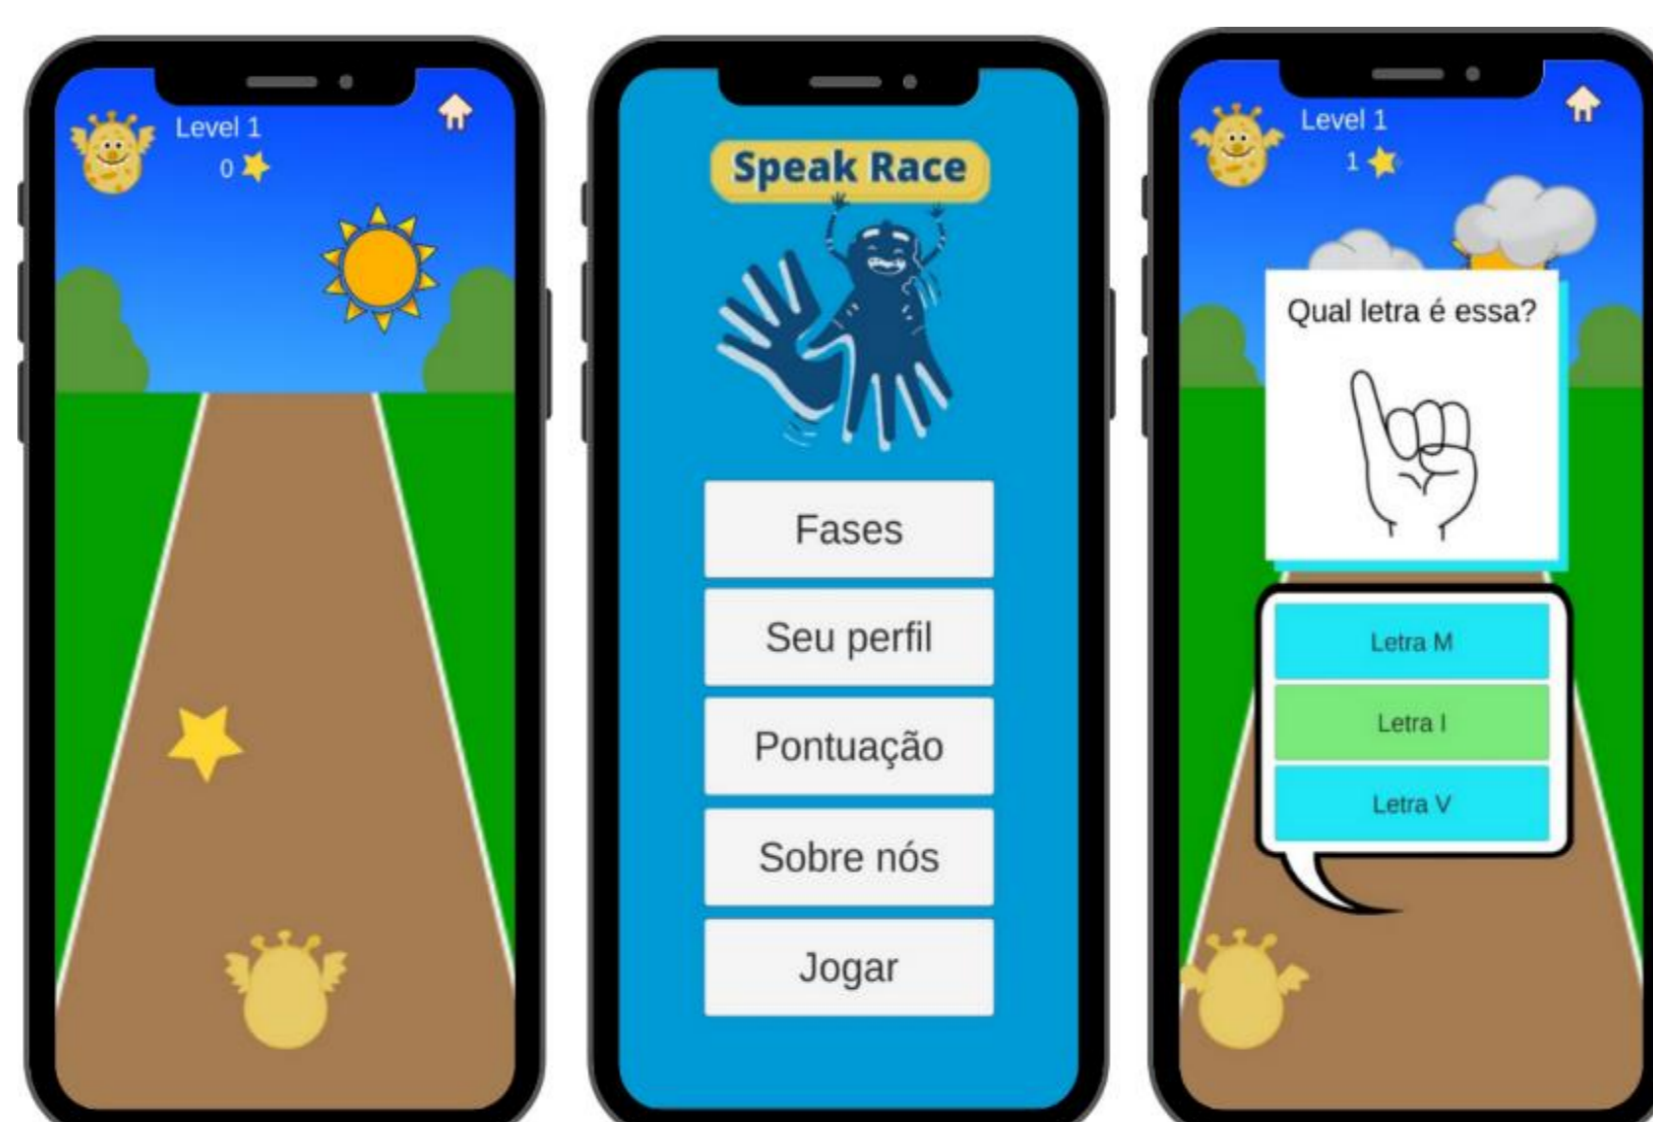 Level 1
0
Speak Race
Fases
Seu perfil
Pontuação
Sobre nós
Jogar
Level 1
1
Qual letra é essa?
Letra M
Letra I
Letra V